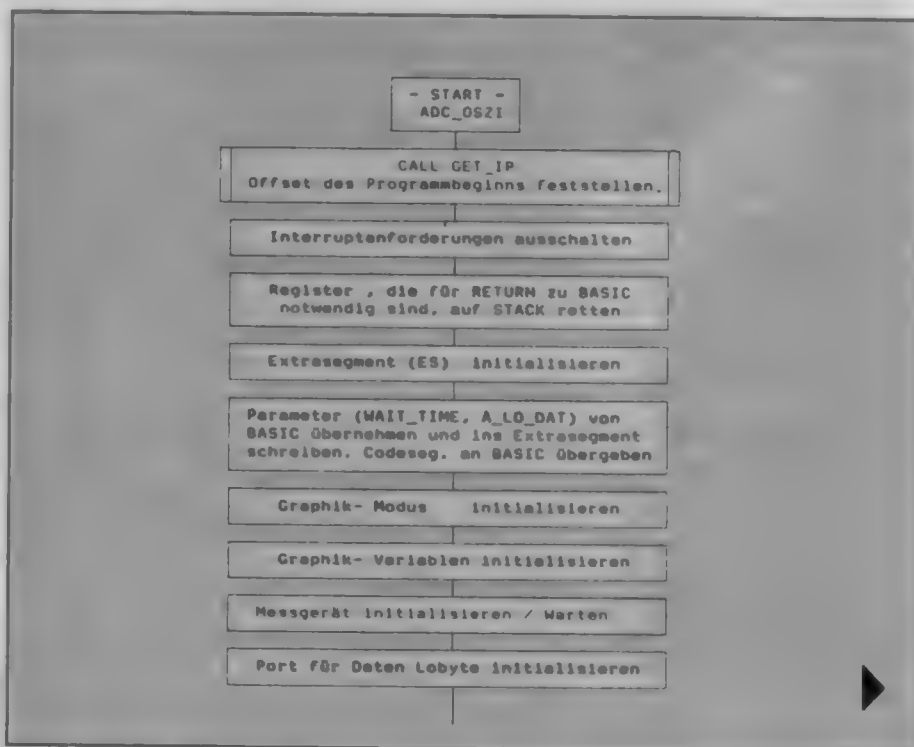 - START -
ADC_OSZI
CALL GET_IP
Offset des Programmbeginns feststellen.
Interruptanforderungen ausschalten
Register , die für RETURN zu BASIC
notwendig sind, auf STACK retten
Extrasegment (ES) initialisieren
Parameter (WAIT_TIME, A_LO_DAT) von
BASIC übernehmen und ins Extrasegment
schreiben. Codeseg. an BASIC übergeben
Graphik- Modus initialisieren
Graphik- Variablen initialisieren
Messgerät initialisieren / Warten
Port für Daten Lobyte initialisieren